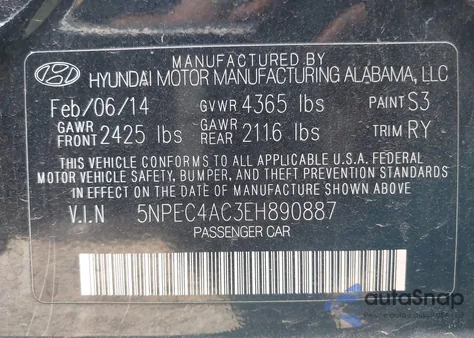 MANUFACTURED BY
HYUNDAI MOTOR MANUFACTURING ALABAMA, LLC
Feb/06/14 GVWR 4365 lbs PAINT S3
GAWR FRONT 2425 lbs GAWR REAR 2116 lbs TRIM RY
THIS VEHICLE CONFORMS TO ALL APPLICABLE U.S.A. FEDERAL
MOTOR VEHICLE SAFETY, BUMPER, AND THEFT PREVENTION
STANDARDS IN EFFECT ON THE DATE OF MANUFACTURE SHOWN ABOVE
V.I.N 5NPEC4AC3EH890887
PASSENGER CAR
autoSnap